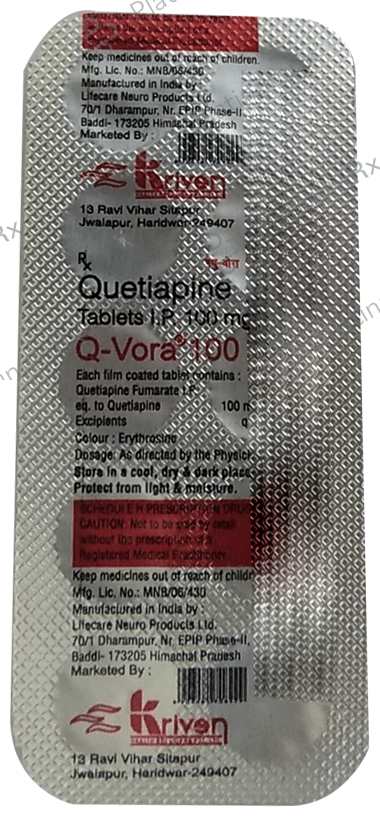 Keep medicines out of reach of children.
Mfg. Lic. No.: MNB/06/430
Manufactured in India by :
Lifecare Neuro Products Ltd.
70/1 Dharampur, Nr. EPIP Phase-II
Baddi- 173205 Himachal Pradesh
Marketed By :
Kriven
13 Ravi Vihar Sitapur
Jwalapur, Haridwar-249407
Rx
क्यु-वोरा
Quetiapine
Tablets I.P. 100 mg
Q-Vora® 100
Each film coated tablet contains :
Quetiapine Fumarate I.P.
eq. to Quetiapine 100 m
Excipients q
Colour : Erythrosine
Dosage: As directed by the Physici
Store in a cool, dry & dark place
Protect from light & moisture.
SCHEDULE H PRESCRIPTION DRUG
CAUTION: Not to be sold by retail
without the prescription of a
Registered Medical Practitioner
Keep medicines out of reach of childr
Mfg. Lic. No.: MNB/06/430
Manufactured in India by :
Lifecare Neuro Products Ltd.
70/1 Dharampur, Nr. EPIP Phase-II,
Baddi- 173205 Himachal Pradesh
Marketed By :
Kriven
13 Ravi Vihar Sitapur
Jwalapur, Haridwar-249407